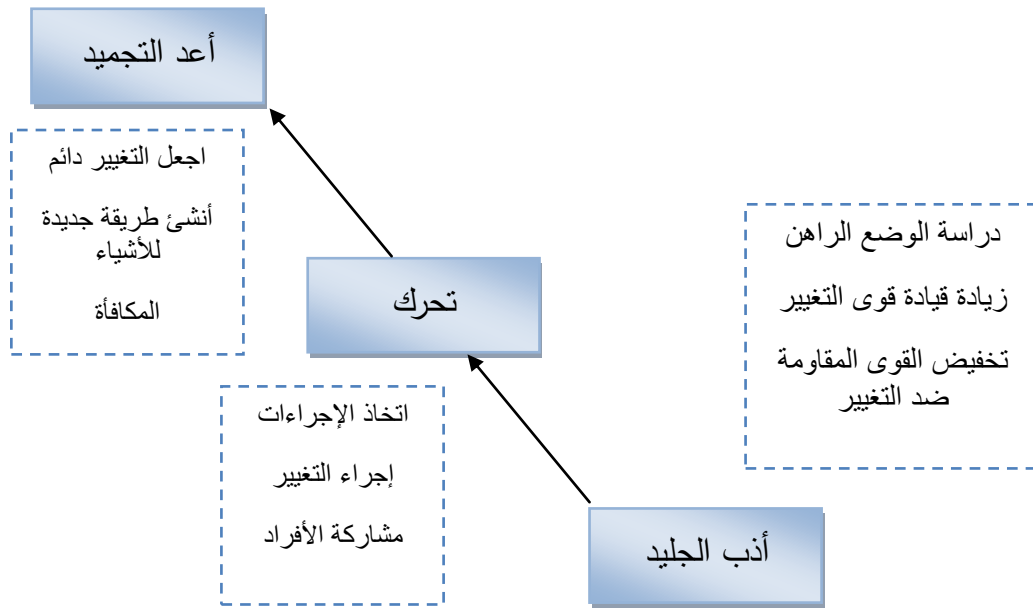 أعد التجميد
اجعل التغيير دائم
أنشئ طريقة جديدة
للأشياء
المكافأة
دراسة الوضع الراهن
زيادة قيادة قوى التغيير
تخفيض القوى المقاومة
ضد التغيير
تحرك
اتخاذ الإجراءات
إجراء التغيير
مشاركة الأفراد
أذب الجليد